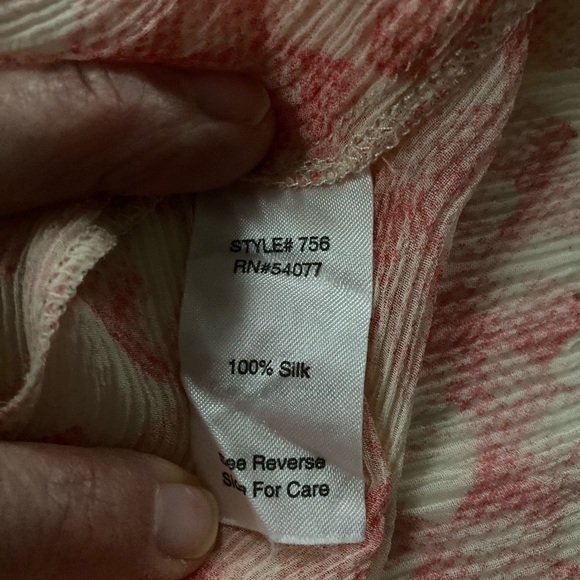 STYLE# 756
RN#54077
100% Silk
See Reverse
Side For Care